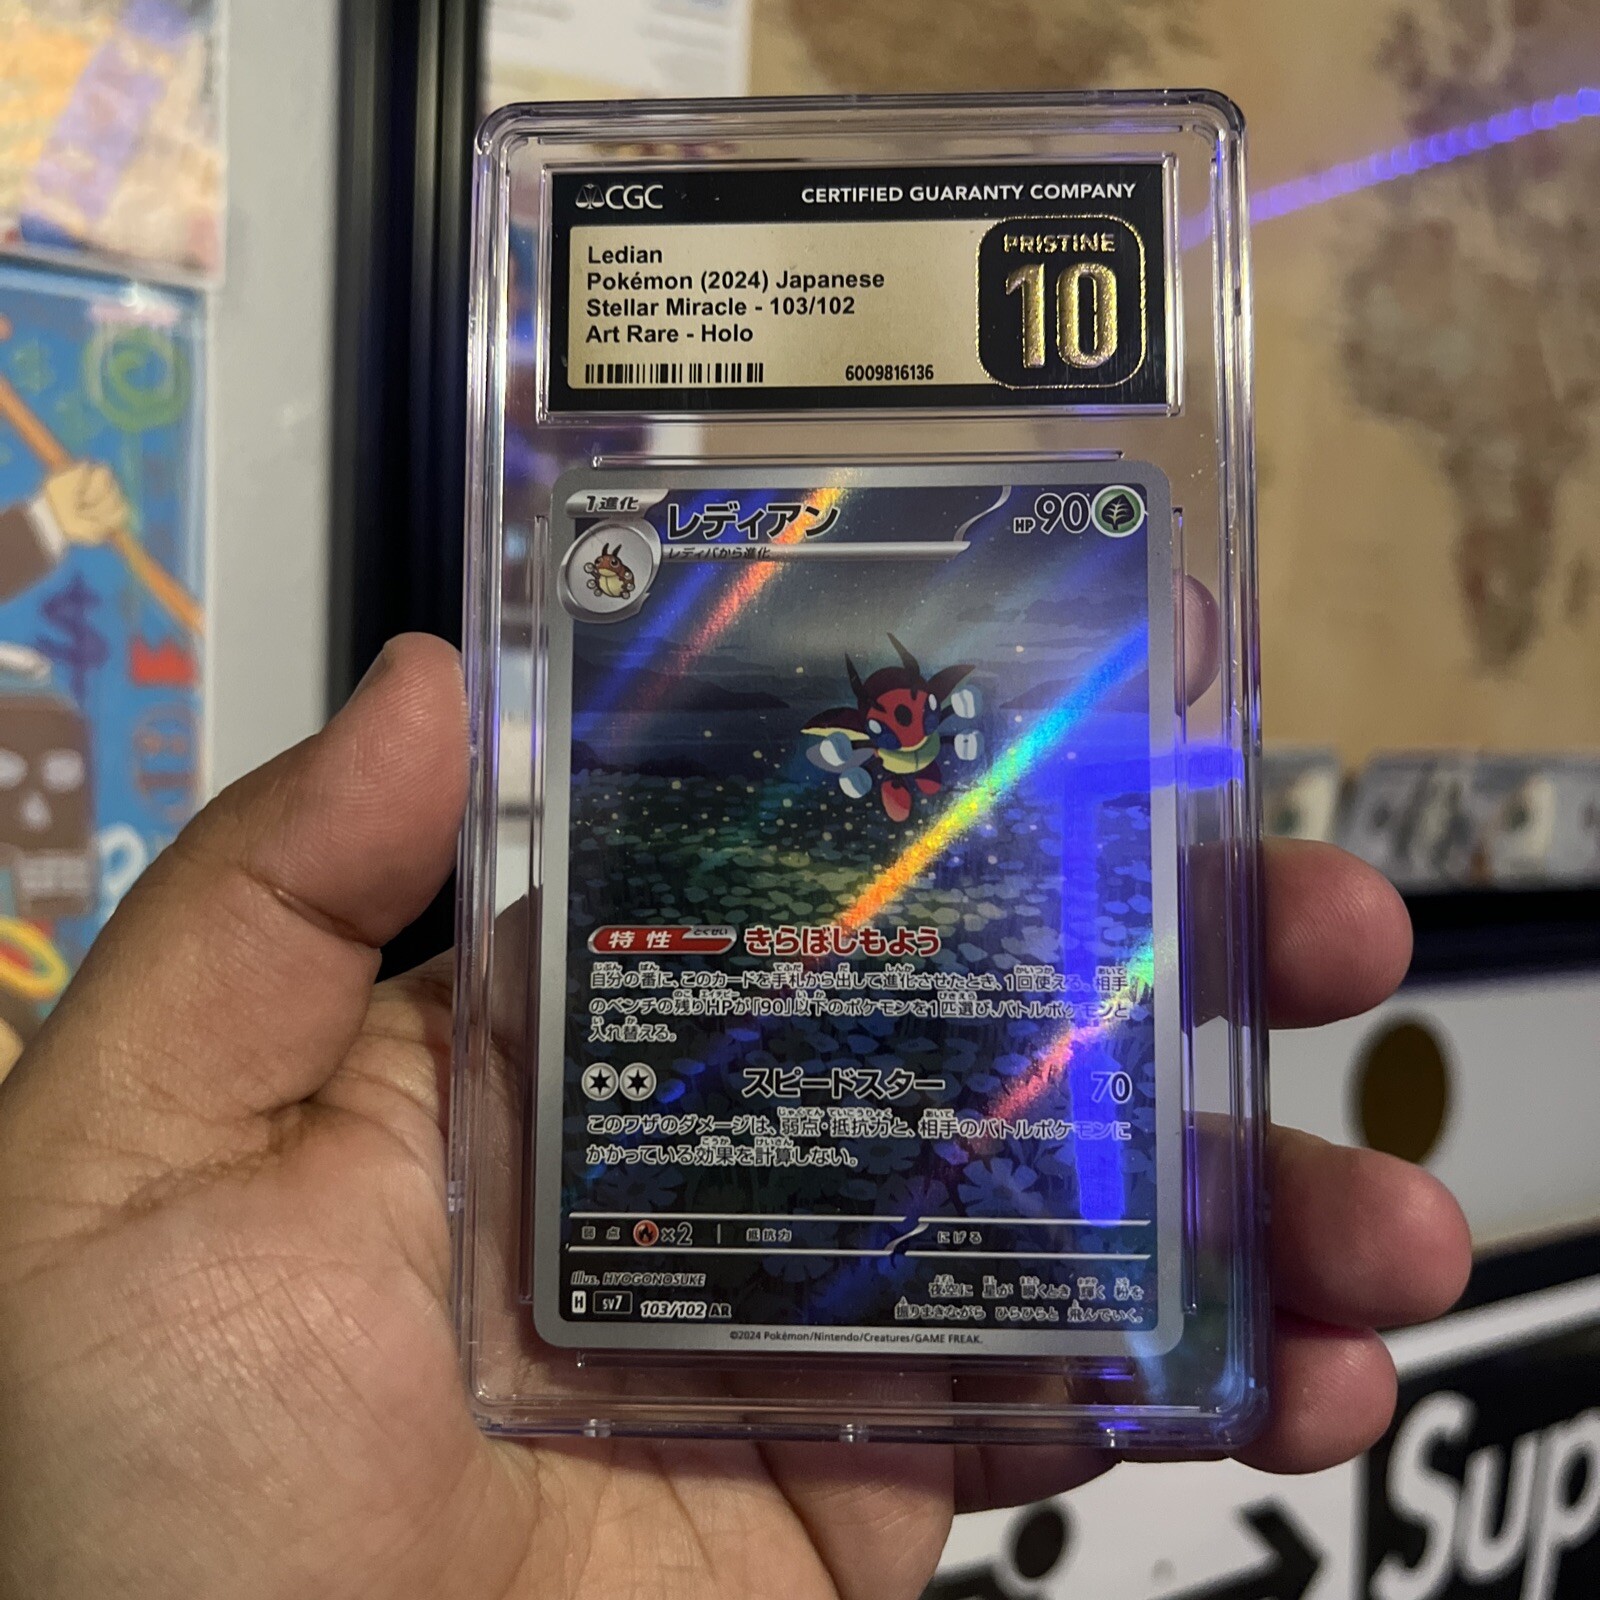 CGC
CERTIFIED GUARANTY COMPANY
Ledian
Pokémon (2024) Japanese
Stellar Miracle - 103/102
Art Rare - Holo
6009816136
PRISTINE
10
1進化
レディアン
HP90
レディバから進化
特性 とくせい きらぼしもよう
自分の番に、このカードを手札から出して進化させたとき、1回使える。相手
のベンチの残りHPが「90」以下のポケモンを1匹選び、バトルポケモンと
入れ替える。
スピードスター 70
このワザのダメージは、弱点・抵抗力と、相手のバトルポケモンに
かかっている効果を計算しない。
弱点 ×2 抵抗力 にげる
Illus. HYOGONOSUKE
夜空に 星が 瞬くとき 輝く 粉を
振りまきながら ひらひらと 飛んでいく。
H sv7 103/102 AR
©2024 Pokémon/Nintendo/Creatures/GAME FREAK.
Sup